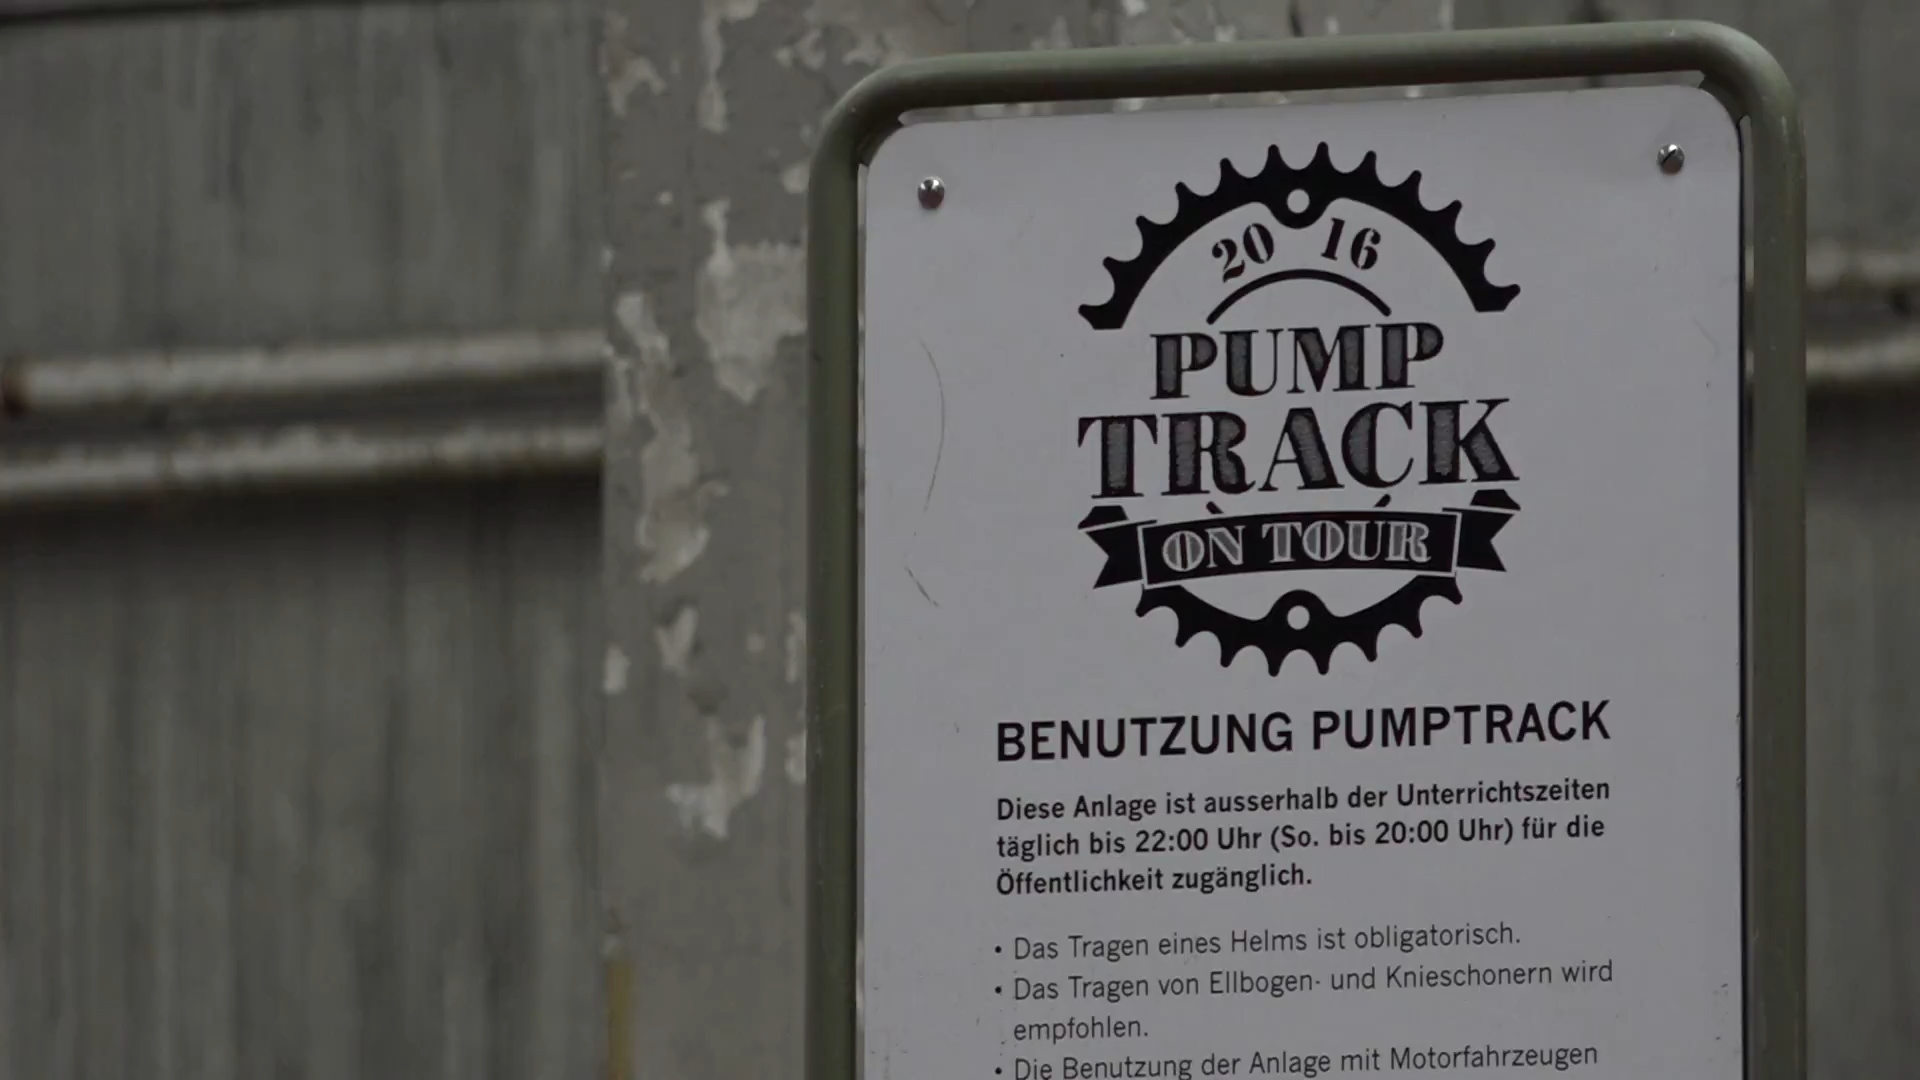 20 16
PUMP
TRACK
ON TOUR
BENUTZUNG PUMPTRACK
Diese Anlage ist ausserhalb der Unterrichtszeiten
täglich bis 22:00 Uhr (So. bis 20:00 Uhr) für die
Öffentlichkeit zugänglich.
• Das Tragen eines Helms ist obligatorisch.
• Das Tragen von Ellbogen- und Knieschonern wird
empfohlen.
• Die Benutzung der Anlage mit Motorfahrzeugen